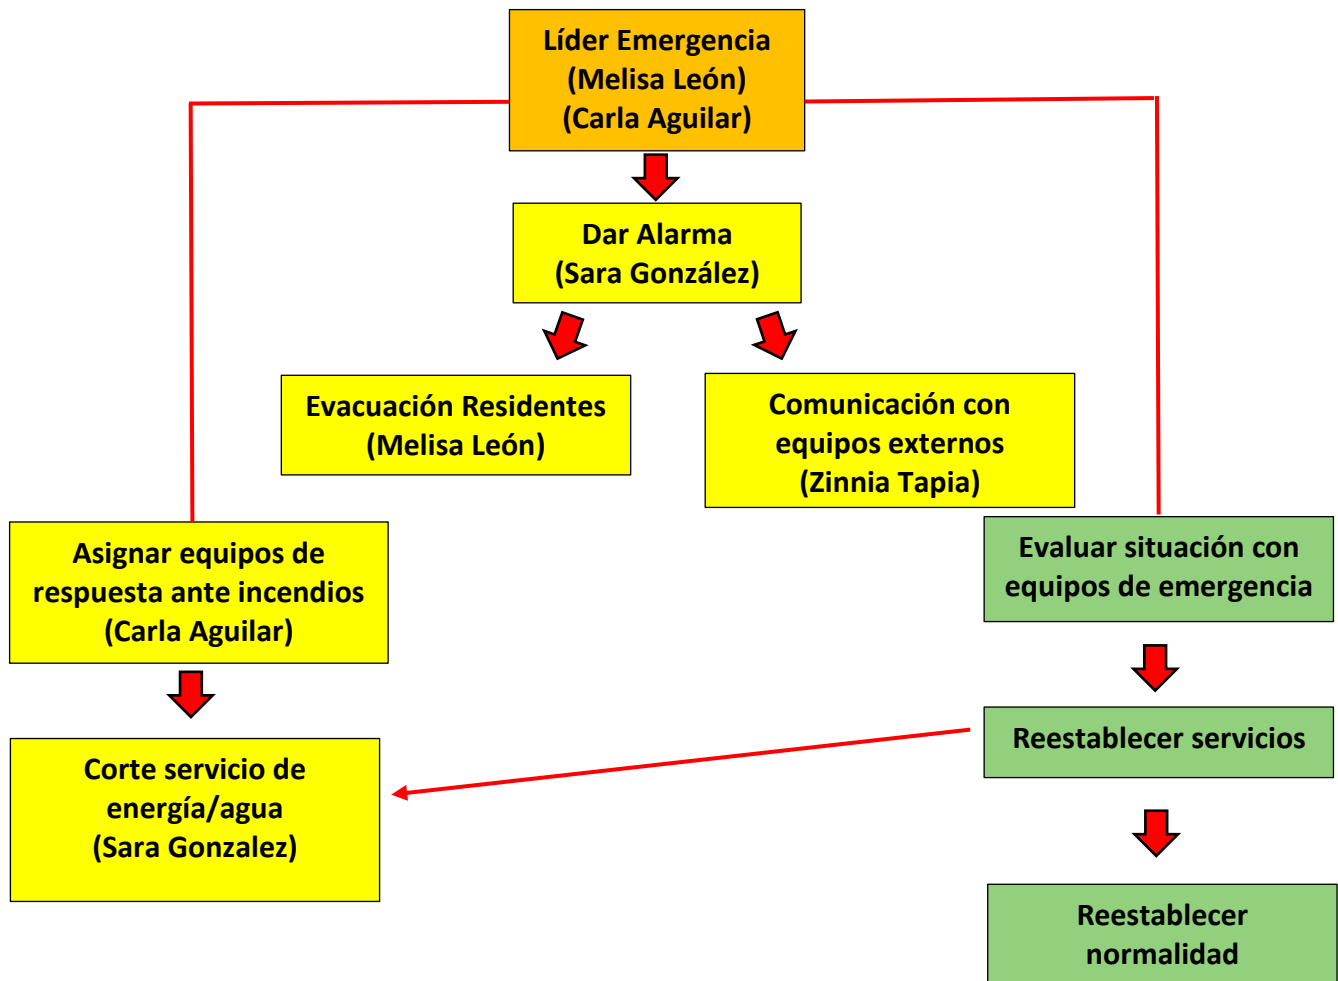 Líder Emergencia
(Melisa León)
(Carla Aguilar)
Dar Alarma
(Sara González)
Evacuación Residentes
(Melisa León)
Comunicación con
equipos externos
(Zinnia Tapia)
Asignar equipos de
respuesta ante incendios
(Carla Aguilar)
Evaluar situación con
equipos de emergencia
Corte servicio de
energía/agua
(Sara Gonzalez)
Reestablecer servicios
Reestablecer
normalidad